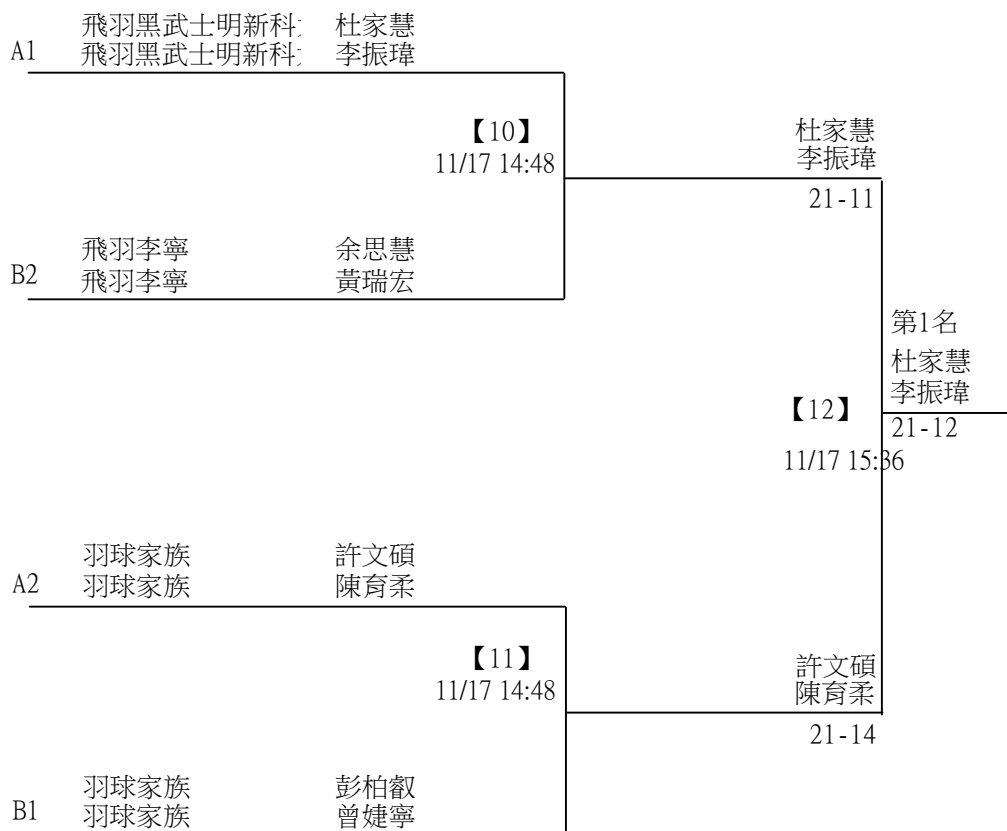 飛羽黑武士明新科 杜家慧
A1 飛羽黑武士明新科 李振瑋
【10】
11/17 14:48
杜家慧
李振瑋
21-11
飛羽李寧 余思慧
B2 飛羽李寧 黃瑞宏
第1名
杜家慧
李振瑋
【12】
21-12
11/17 15:36
羽球家族 許文碩
A2 羽球家族 陳育柔
【11】
11/17 14:48
許文碩
陳育柔
21-14
羽球家族 彭柏叡
B1 羽球家族 曾婕寧